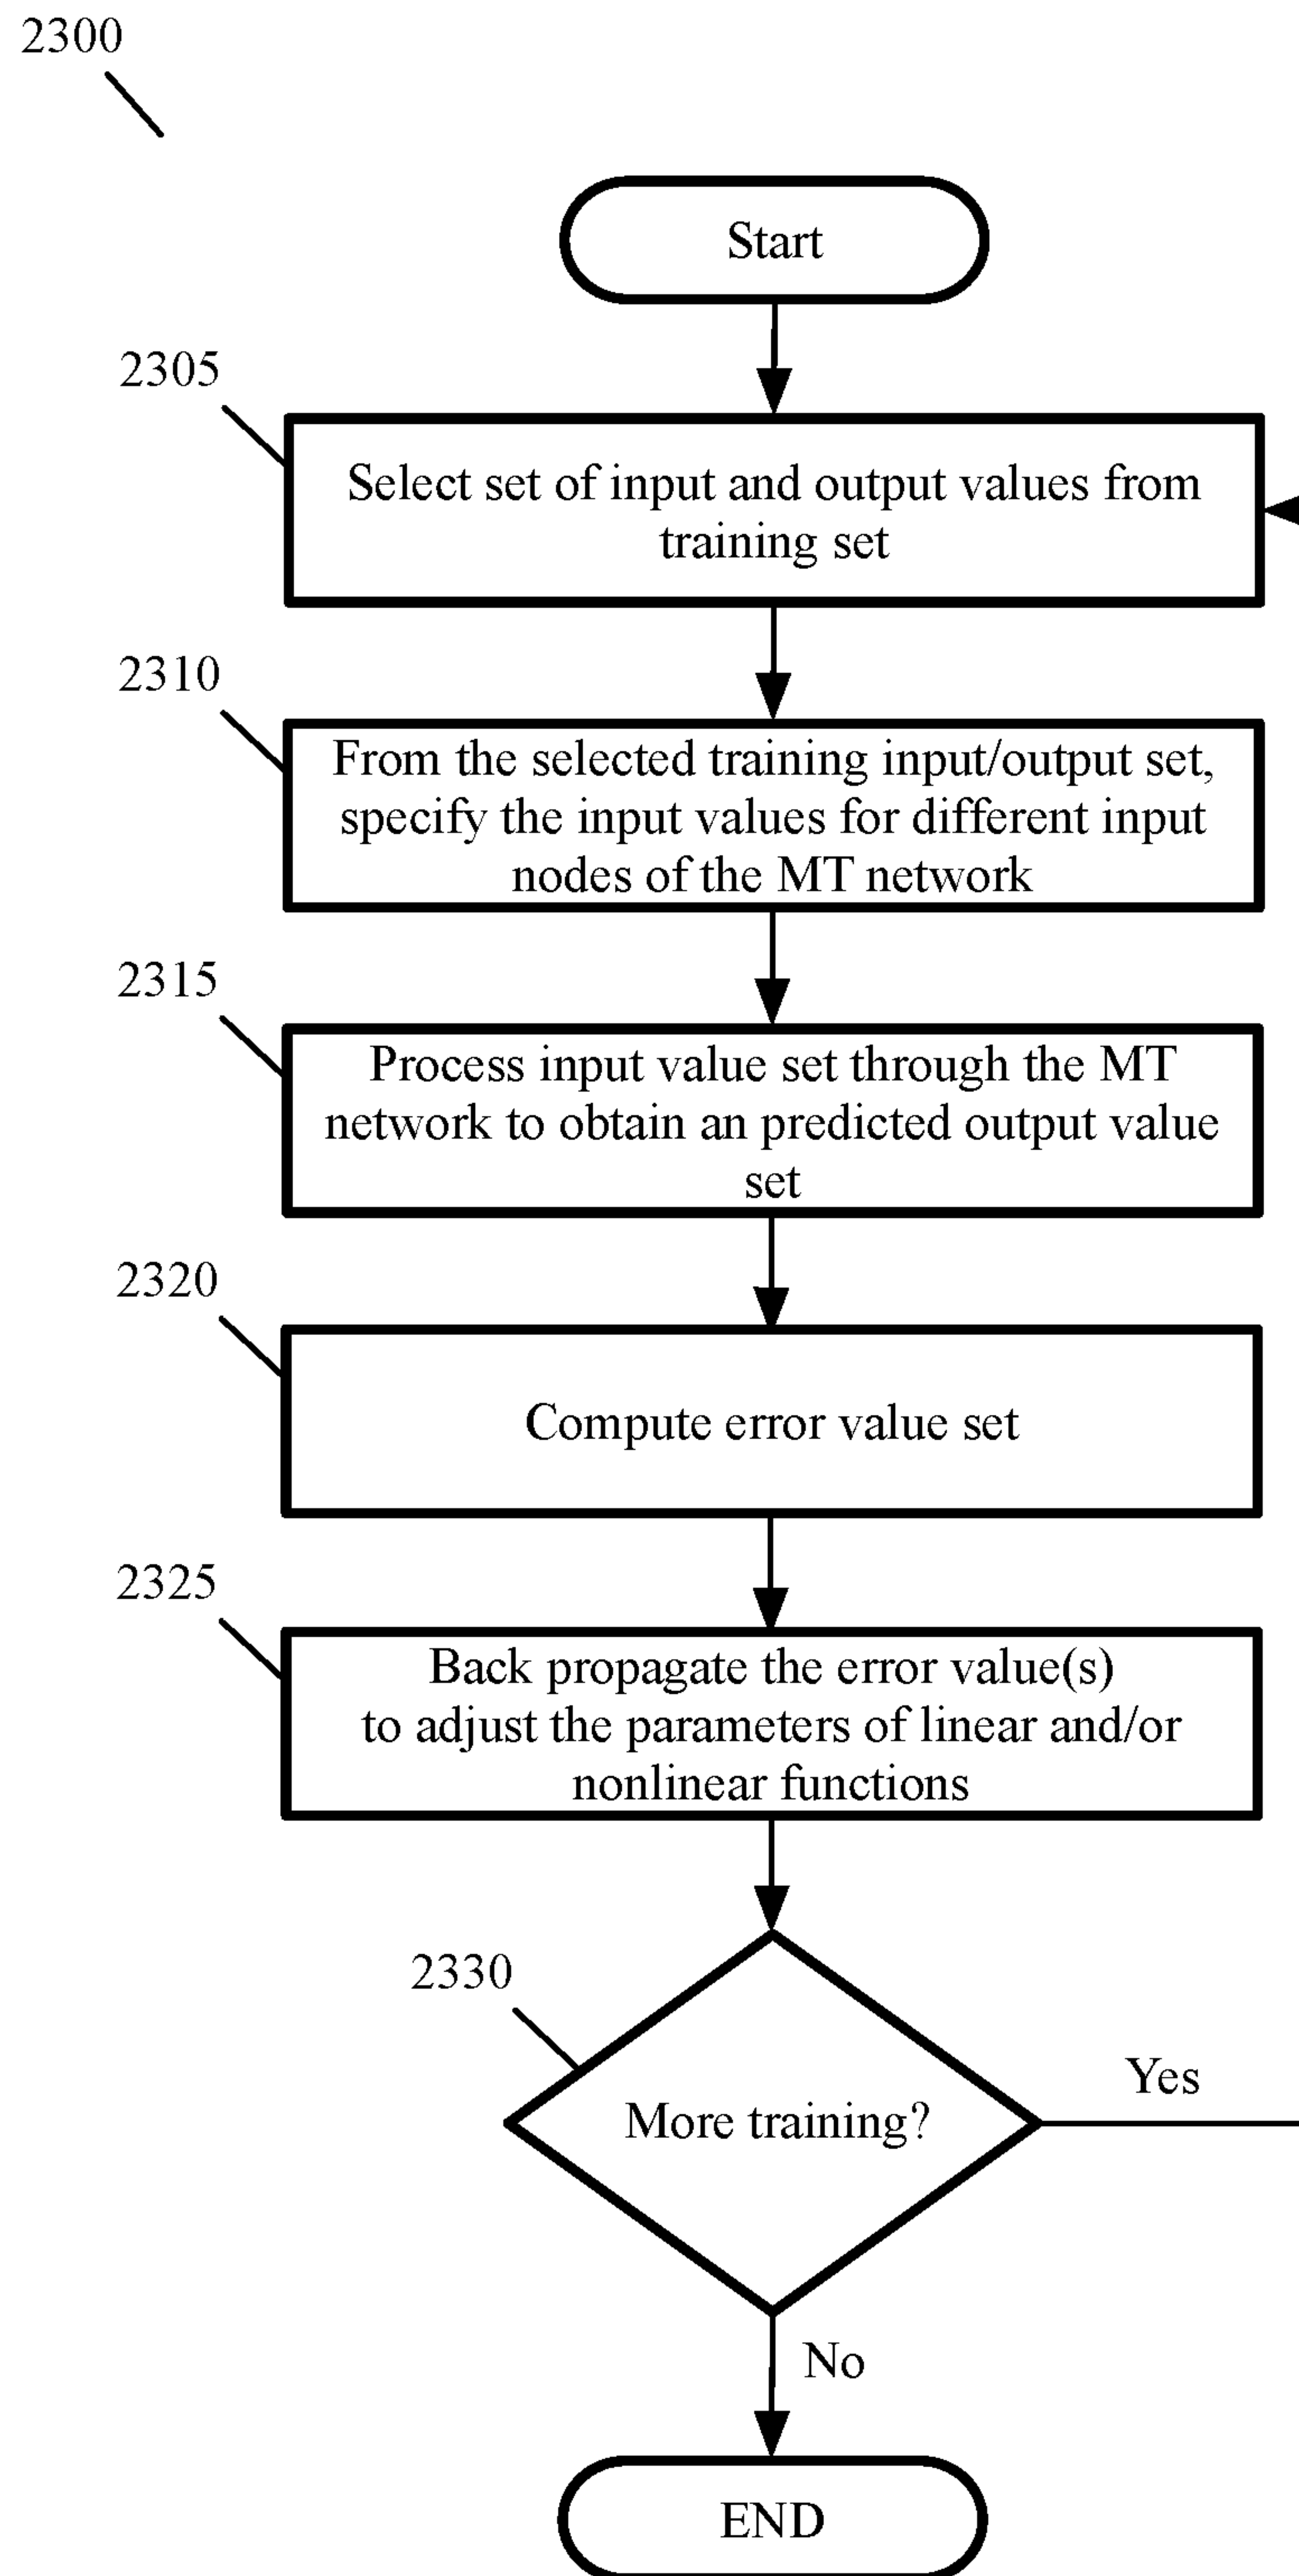 2300
Start
2305
Select set of input and output values from
training set
2310
From the selected training input/output set,
specify the input values for different input
nodes of the MT network
2315
Process input value set through the MT
network to obtain an predicted output value
set
2320
Compute error value set
2325
Back propagate the error value(s)
to adjust the parameters of linear and/or
nonlinear functions
2330
More training?
Yes
No
END